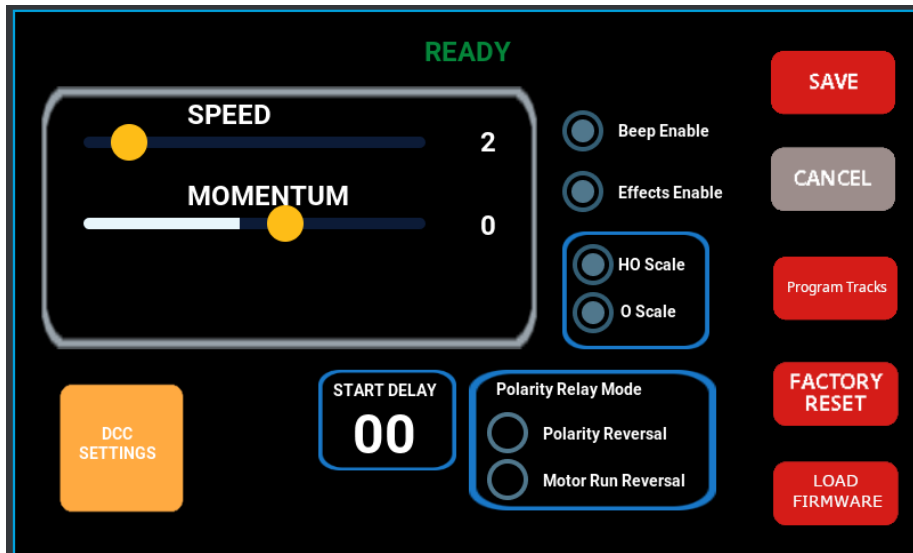 READY
SPEED
2
MOMENTUM
0
Beep Enable
Effects Enable
HO Scale
O Scale
SAVE
CANCEL
Program Tracks
FACTORY
RESET
LOAD
FIRMWARE
DCC
SETTINGS
START DELAY
00
Polarity Relay Mode
Polarity Reversal
Motor Run Reversal